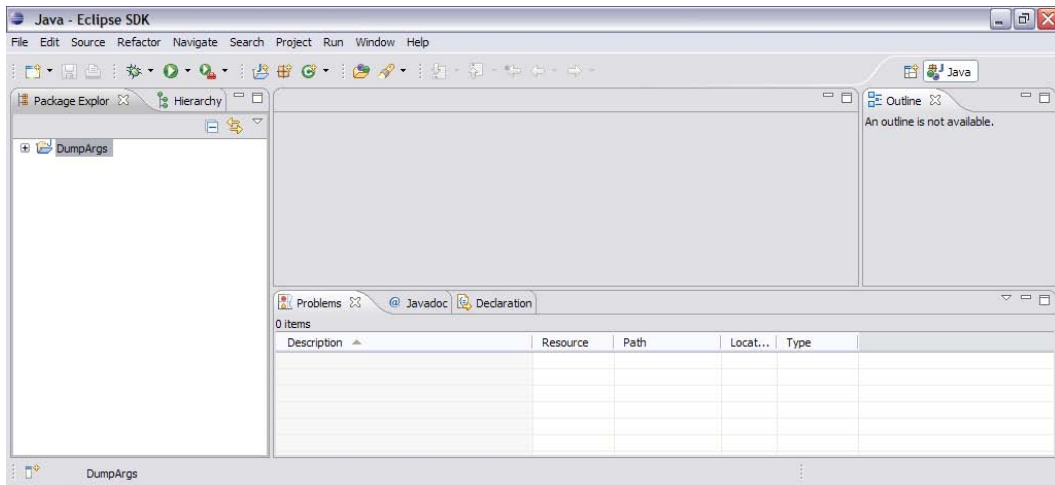 Java - Eclipse SDK
File Edit Source Refactor Navigate Search Project Run Window Help
Java
Package Explor Hierarchy
Outline
An outline is not available.
DumpArgs
Problems @ Javadoc Declaration
0 items
Description Resource Path Locat... Type
DumpArgs